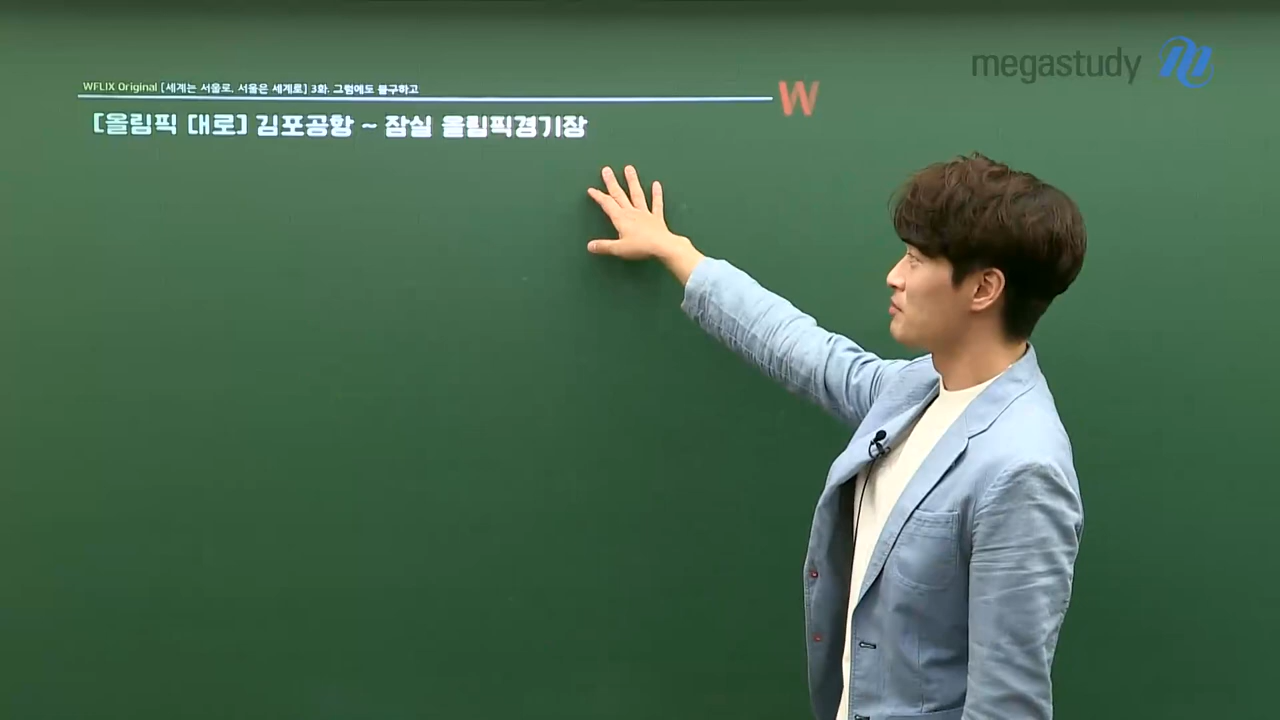 megastudy
WFLIX Original [세계는 서울로, 서울은 세계로] 3화. 그럼에도 불구하고
W
[올림픽 대로] 김포공항 ~ 잠실 올림픽경기장